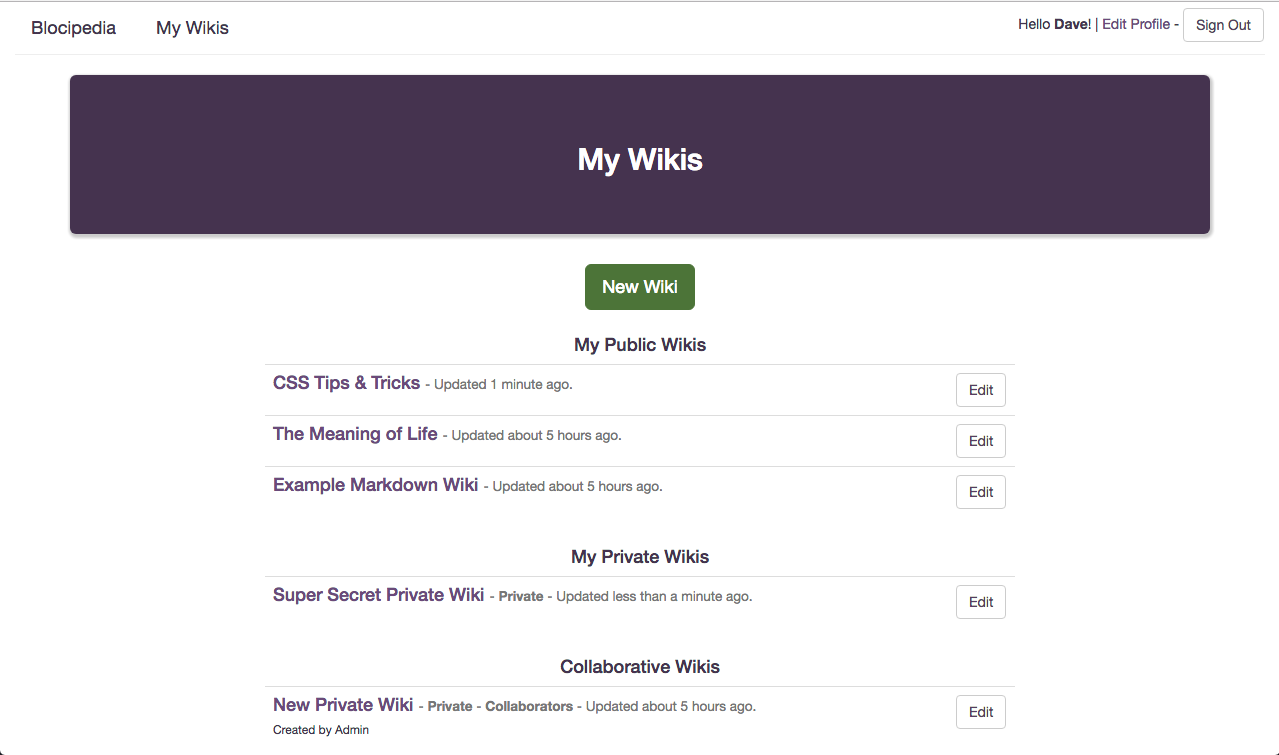 Blocipedia My Wikis Hello Dave! | Edit Profile - Sign Out
My Wikis
New Wiki
My Public Wikis
CSS Tips & Tricks - Updated 1 minute ago. Edit
The Meaning of Life - Updated about 5 hours ago. Edit
Example Markdown Wiki - Updated about 5 hours ago. Edit
My Private Wikis
Super Secret Private Wiki - Private - Updated less than a minute ago. Edit
Collaborative Wikis
New Private Wiki - Private - Collaborators - Updated about 5 hours ago. Edit
Created by Admin